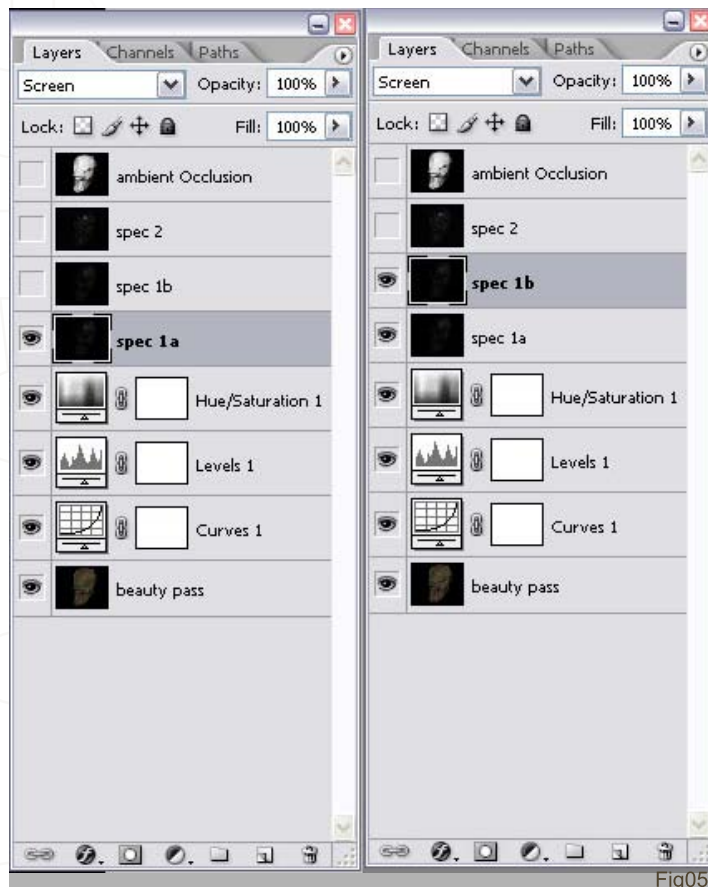 Layers Channels Paths
Screen Opacity: 100%
Lock: Fill: 100%
ambient Occlusion
spec 2
spec 1b
spec 1a
Hue/Saturation 1
Levels 1
Curves 1
beauty pass
Layers Channels Paths
Screen Opacity: 100%
Lock: Fill: 100%
ambient Occlusion
spec 2
spec 1b
spec 1a
Hue/Saturation 1
Levels 1
Curves 1
beauty pass
Fig05